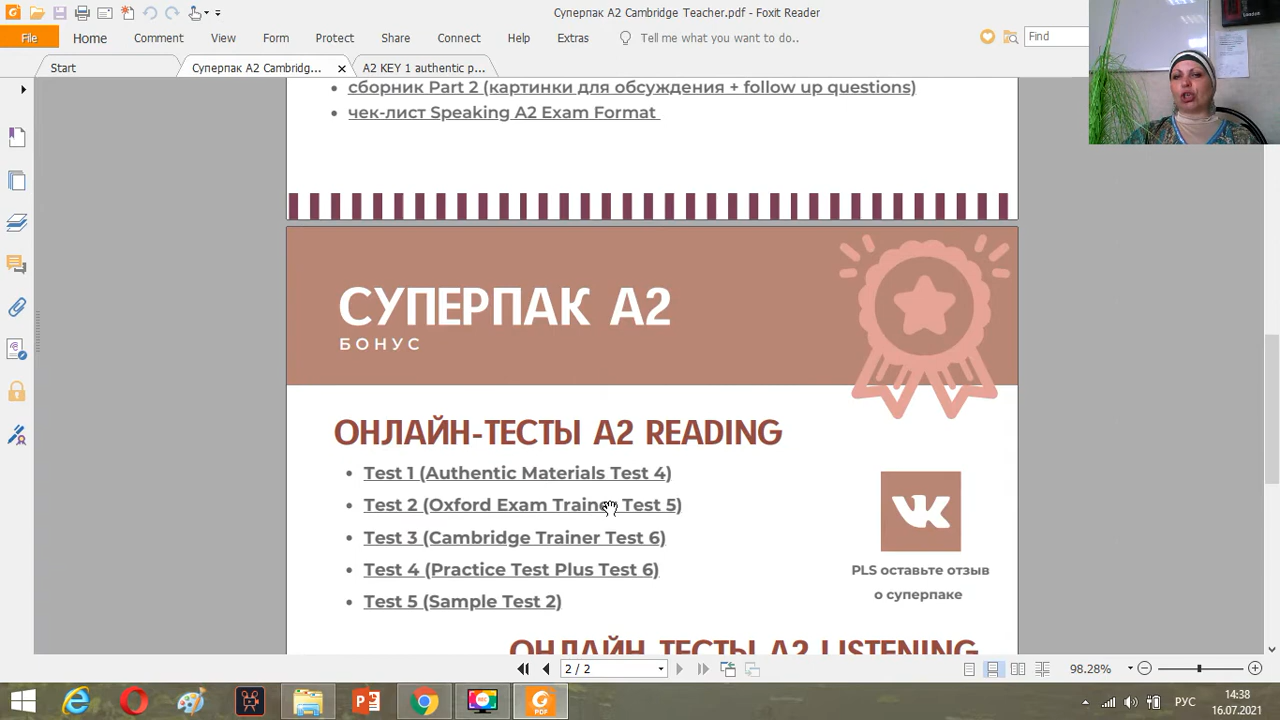 Суперпак A2 Cambridge Teacher.pdf - Foxit Reader
File Home Comment View Form Protect Share Connect Help Extras Tell me what you want to do.. Find
Start Суперпак A2 Cambridg... A2 KEY 1 authentic p...
сборник Part 2 (картинки для обсуждения + follow up questions)
чек-лист Speaking A2 Exam Format
СУПЕРПАК А2
БОНУС
ОНЛАЙН-ТЕСТЫ A2 READING
Test 1 (Authentic Materials Test 4)
Test 2 (Oxford Exam Trainer Test 5)
Test 3 (Cambridge Trainer Test 6)
Test 4 (Practice Test Plus Test 6)
Test 5 (Sample Test 2)
PLS оставьте отзыв
о суперпаке
ОНЛАЙН ТЕСТЫ A2 LISTENING
2 / 2
98.28%
РУС
14:38
16.07.2021